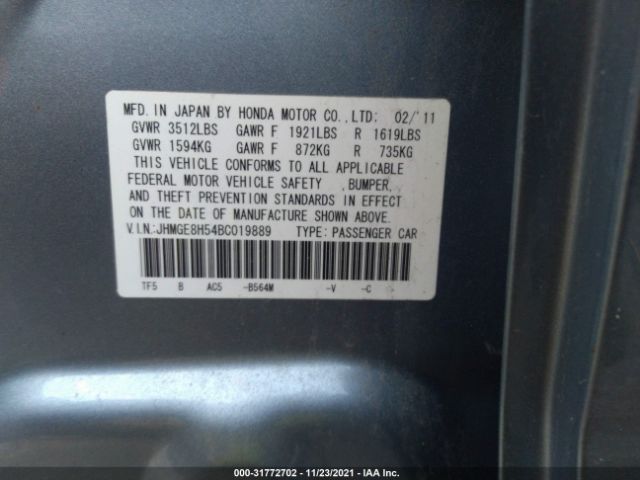 MFD. IN JAPAN BY HONDA MOTOR CO.,LTD: 02/'11
GVWR 3512LBS GAWR F 1921LBS R 1619LBS
GVWR 1594KG GAWR F 872KG R 735KG
THIS VEHICLE CONFORMS TO ALL APPLICABLE
FEDERAL MOTOR VEHICLE SAFETY ,BUMPER,
AND THEFT PREVENTION STANDARDS IN EFFECT
ON THE DATE OF MANUFACTURE SHOWN ABOVE.
V.I.N.:JHMGE8H54BC019889 TYPE: PASSENGER CAR
TF5 B AC5 -B564M -V -C
000-31772702 - 11/23/2021 - IAA Inc.